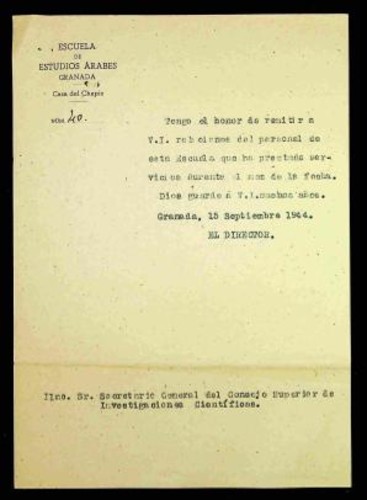 ESCUELA
DE
ESTUDIOS ÁRABES
GRANADA
Casa del Chapiz
NÚM. 40.
Tengo el honor de remitir a
V.I. relaciones del personal de
esta Escuela que ha prestado ser-
vicios durante el mes de la fecha.
Dios guarde a V.I. muchos años.
Granada, 15 Septiembre 1944.
EL DIRECTOR.
Ilmo. Sr. Secretario General del Consejo Superior de
Investigaciones Científicas.